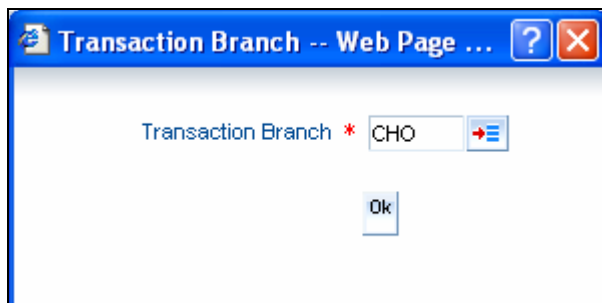 Transaction Branch -- Web Page ...
Transaction Branch * CHO
Ok